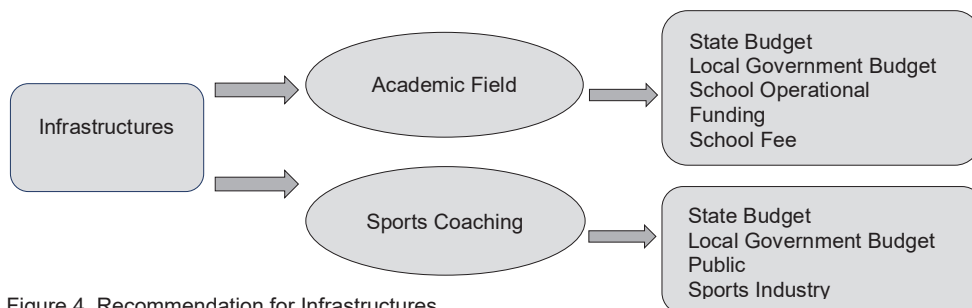 Infrastructures
Academic Field
State Budget
Local Government Budget
School Operational
Funding
School Fee
Sports Coaching
State Budget
Local Government Budget
Public
Sports Industry
Figure 4. Recommendation for Infrastructures